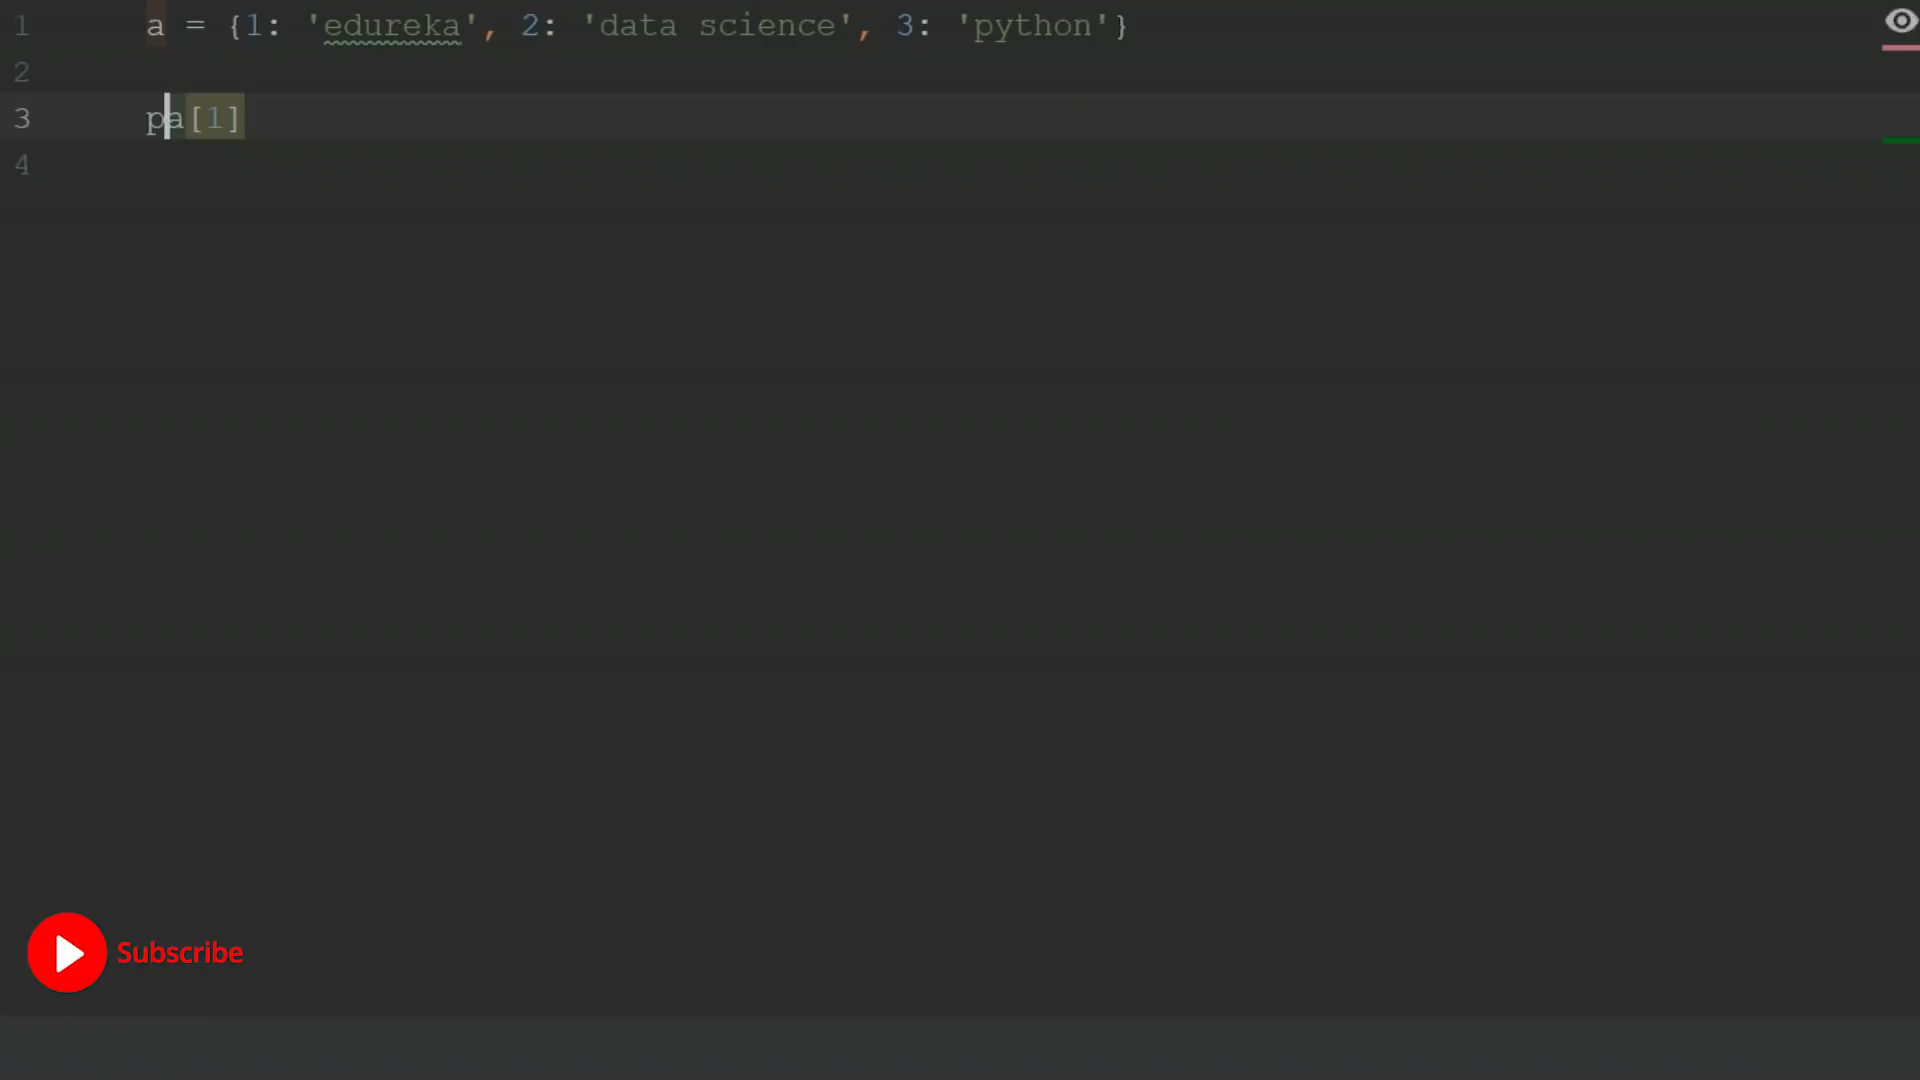 1 a = {1: 'edureka', 2: 'data science', 3: 'python'}
2
3 pa[1]
4
Subscribe